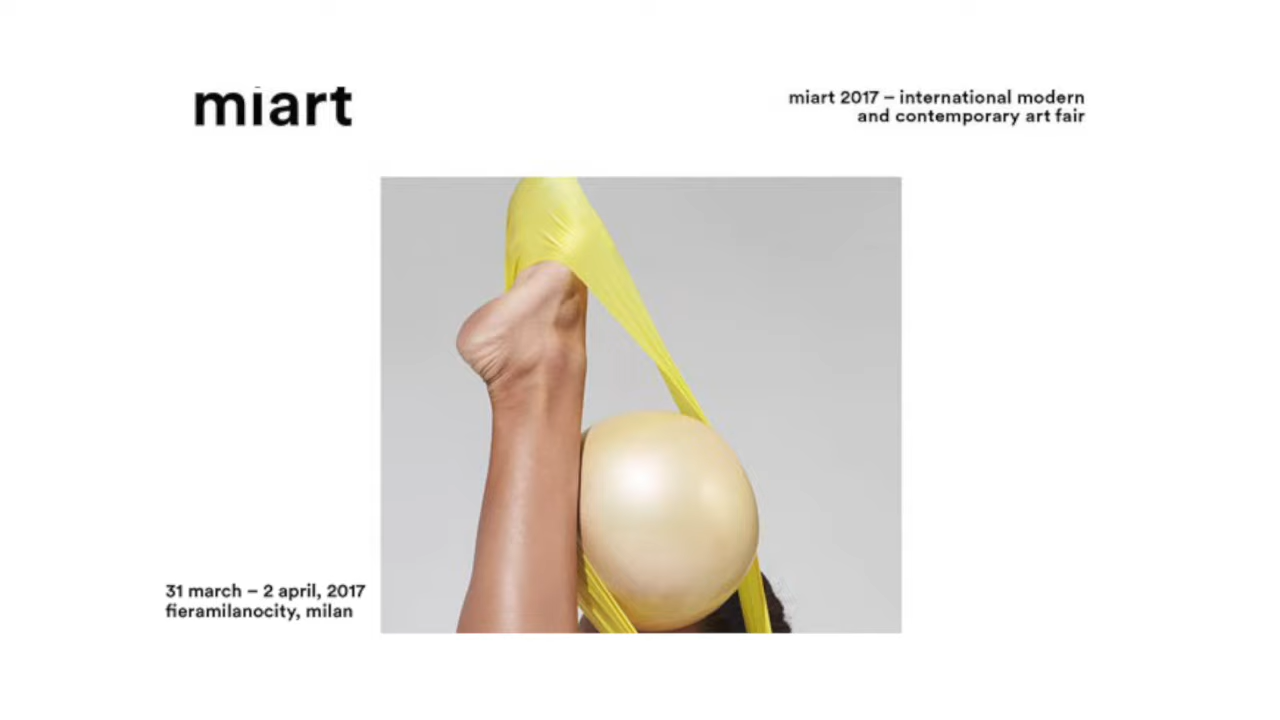 miart
miart 2017 – international modern
and contemporary art fair
31 march – 2 april, 2017
fieramilanocity, milan